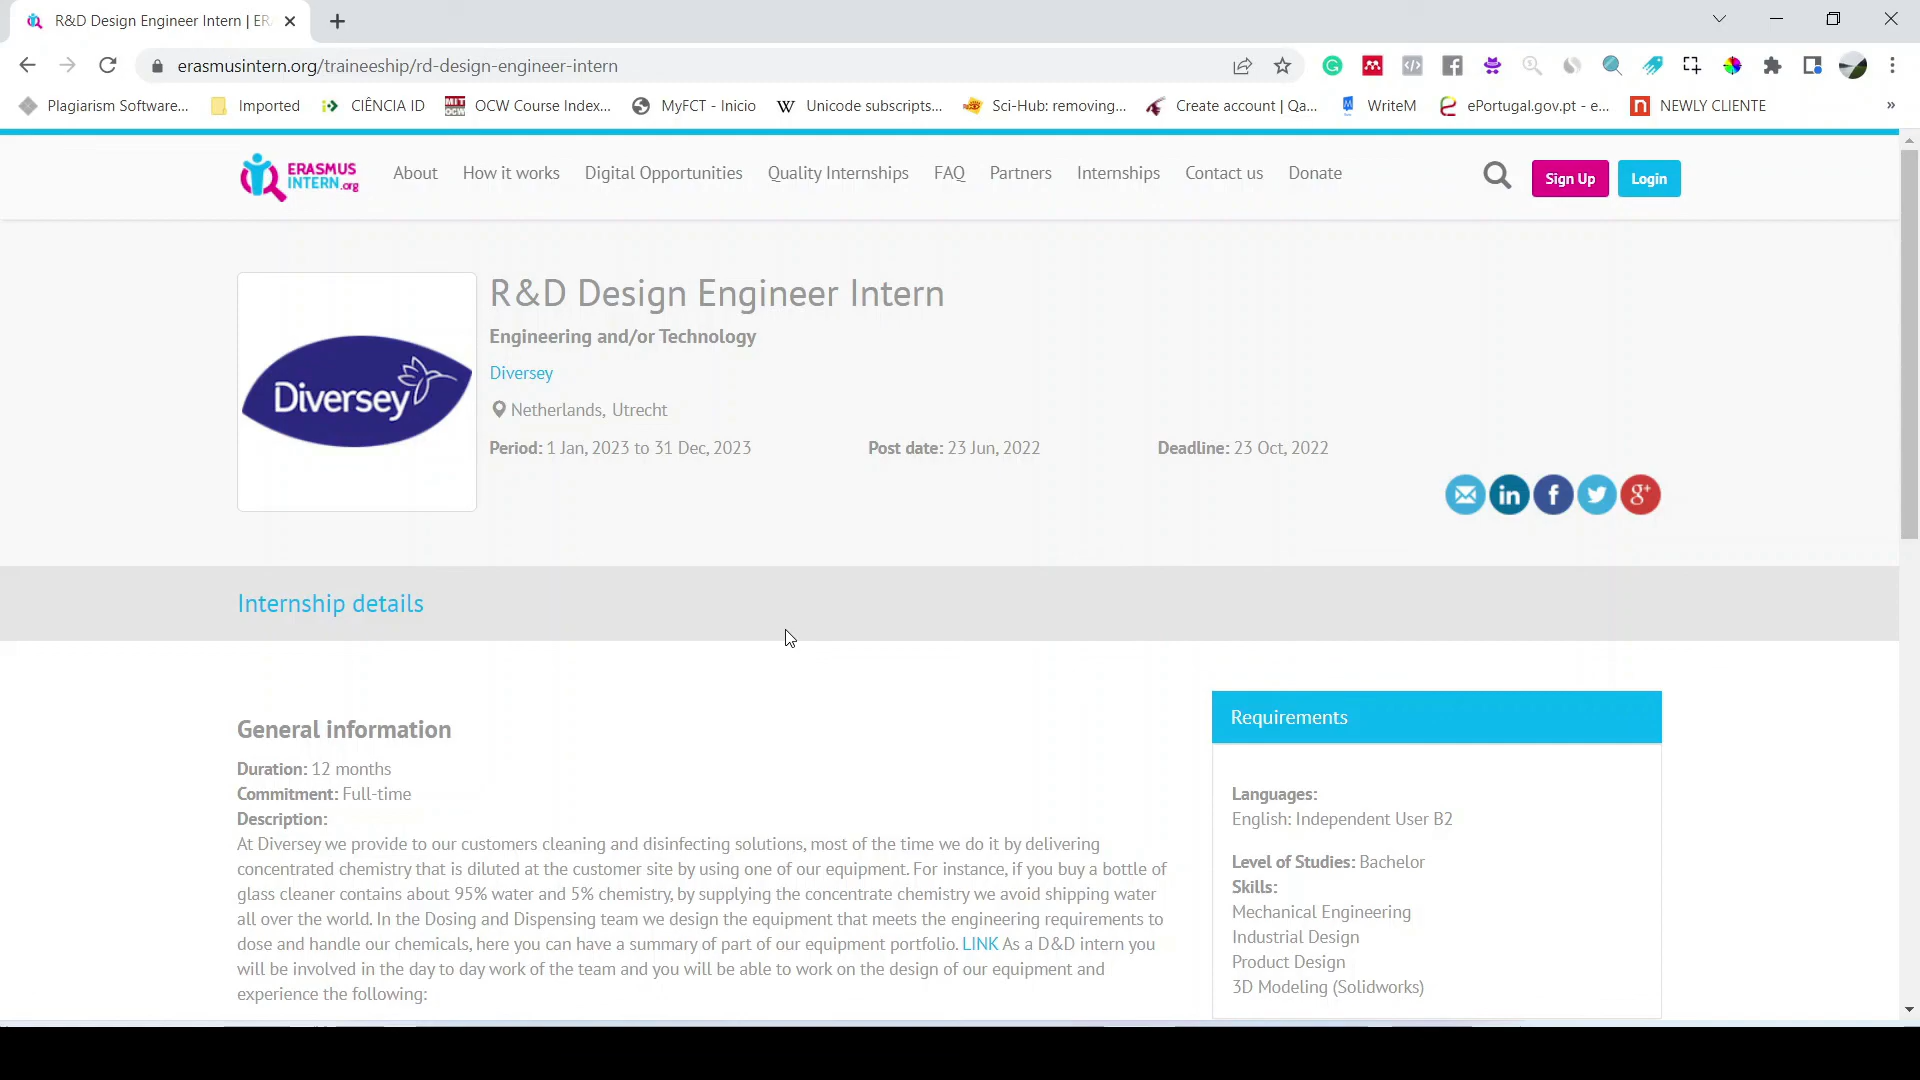 R&D Design Engineer Intern | ER
erasmusintern.org/traineeship/rd-design-engineer-intern
Plagiarism Software...
Imported
CIÊNCIA ID
MIT OCW
OCW Course Index...
MyFCT - Inicio
W
Unicode subscripts...
Sci-Hub: removing...
Create account | Qa...
WriteM
ePortugal.gov.pt - e...
n
NEWLY CLIENTE
»
ERASMUS
INTERN.org
About
How it works
Digital Opportunities
Quality Internships
FAQ
Partners
Internships
Contact us
Donate
Sign Up
Login
Diversey
R&D Design Engineer Intern
Engineering and/or Technology
Diversey
Netherlands, Utrecht
Period: 1 Jan, 2023 to 31 Dec, 2023
Post date: 23 Jun, 2022
Deadline: 23 Oct, 2022
in
f
g+
Internship details
General information
Duration: 12 months
Commitment: Full-time
Description:
At Diversey we provide to our customers cleaning and disinfecting solutions, most of the time we do it by delivering
concentrated chemistry that is diluted at the customer site by using one of our equipment. For instance, if you buy a bottle of
glass cleaner contains about 95% water and 5% chemistry, by supplying the concentrate chemistry we avoid shipping water
all over the world. In the Dosing and Dispensing team we design the equipment that meets the engineering requirements to
dose and handle our chemicals, here you can have a summary of part of our equipment portfolio. LINK As a D&D intern you
will be involved in the day to day work of the team and you will be able to work on the design of our equipment and
experience the following:
Requirements
Languages:
English: Independent User B2
Level of Studies: Bachelor
Skills:
Mechanical Engineering
Industrial Design
Product Design
3D Modeling (Solidworks)